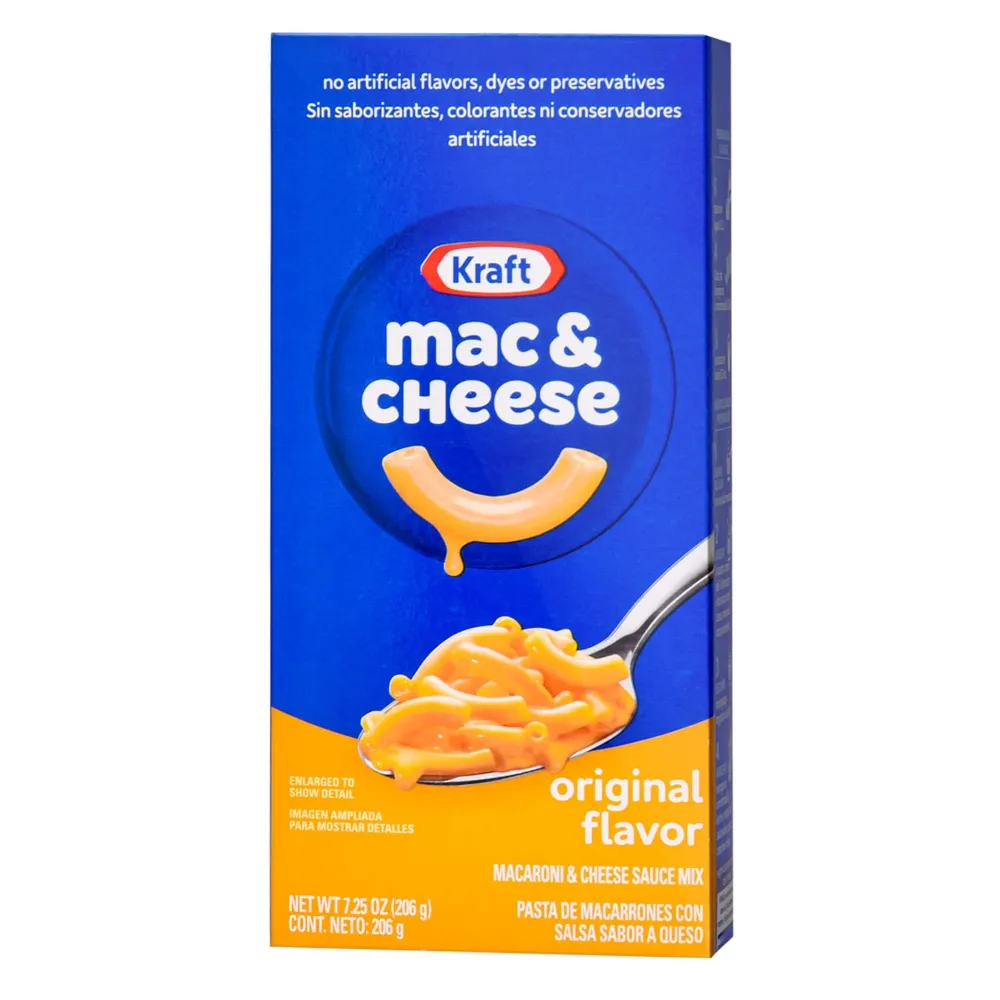 no artificial flavors, dyes or preservatives
Sin saborizantes, colorantes ni conservadores
artificiales
Kraft
mac &
cHeese
original
flavor
ENLARGED TO
SHOW DETAIL
IMAGEN AMPLIADA
PARA MOSTRAR DETALLES
MACARONI & CHEESE SAUCE MIX
NET WT 7.25 OZ (206 g)
CONT. NETO: 206 g
PASTA DE MACARRONES CON
SALSA SABOR A QUESO